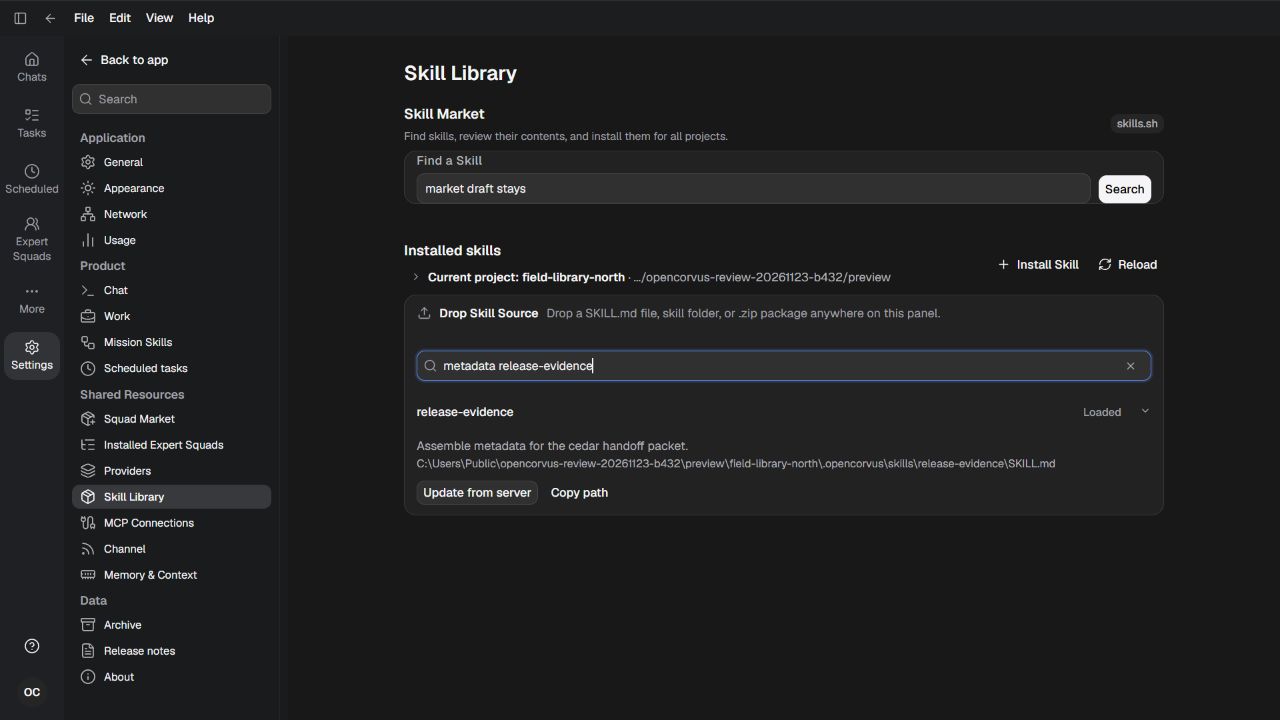 File Edit View Help
Chats
Tasks
Scheduled
Expert
Squads
More
Settings
OC
Back to app
Search
Application
General
Appearance
Network
Usage
Product
Chat
Work
Mission Skills
Scheduled tasks
Shared Resources
Squad Market
Installed Expert Squads
Providers
Skill Library
MCP Connections
Channel
Memory & Context
Data
Archive
Release notes
About
Skill Library
Skill Market
Find skills, review their contents, and install them for all projects.
skills.sh
Find a Skill
market draft stays
Search
Installed skills
Current project: field-library-north · .../opencorvus-review-20261123-b432/preview
Install Skill
Reload
Drop Skill Source Drop a SKILL.md file, skill folder, or .zip package anywhere on this panel.
metadata release-evidence
release-evidence
Loaded
Assemble metadata for the cedar handoff packet.
C:\Users\Public\opencorvus-review-20261123-b432\preview\field-library-north\.opencorvus\skills\release-evidence\SKILL.md
Update from server
Copy path